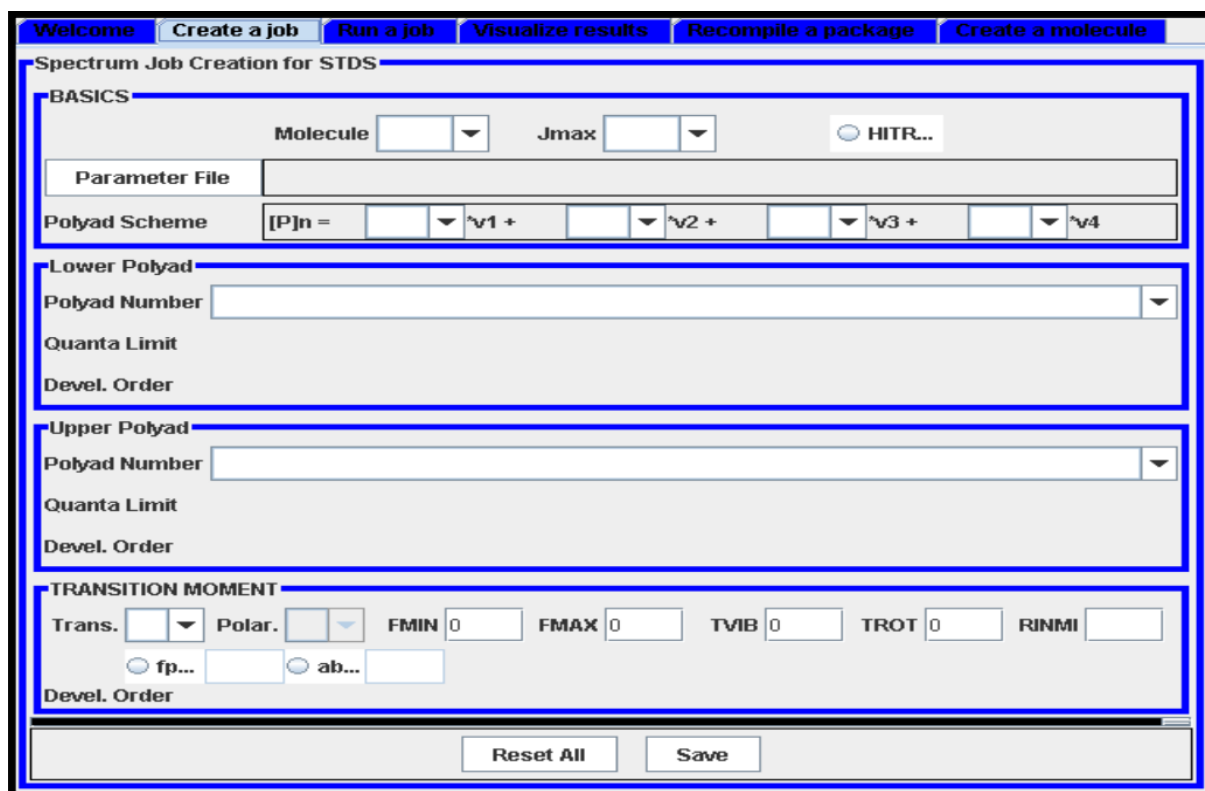 Welcome Create a job Run a job Visualize results Recompile a package Create a molecule
Spectrum Job Creation for STDS
BASICS
Molecule Jmax HITR...
Parameter File
Polyad Scheme [P]n = *v1 + *v2 + *v3 + *v4
Lower Polyad
Polyad Number
Quanta Limit
Devel. Order
Upper Polyad
Polyad Number
Quanta Limit
Devel. Order
TRANSITION MOMENT
Trans. Polar. FMIN 0 FMAX 0 TVIB 0 TROT 0 RINMI
fp... ab...
Devel. Order
Reset All Save